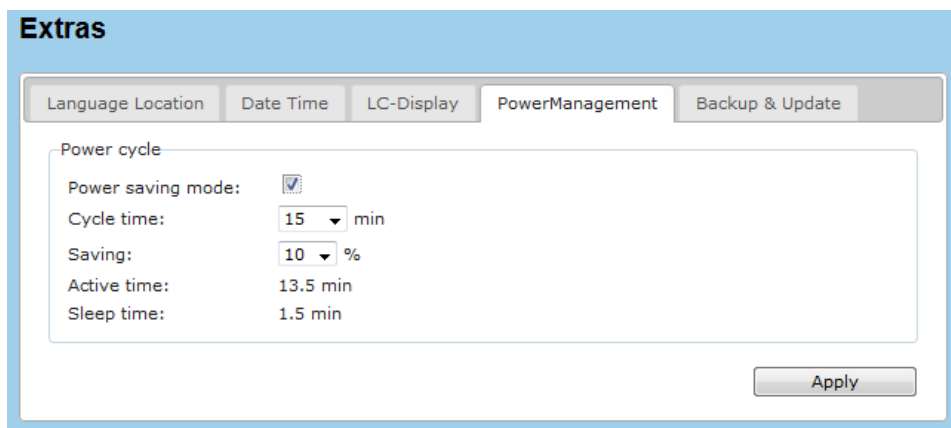 Extras
Language Location Date Time LC-Display PowerManagement Backup & Update
Power cycle
Power saving mode:
Cycle time: 15 min
Saving: 10 %
Active time: 13.5 min
Sleep time: 1.5 min
Apply